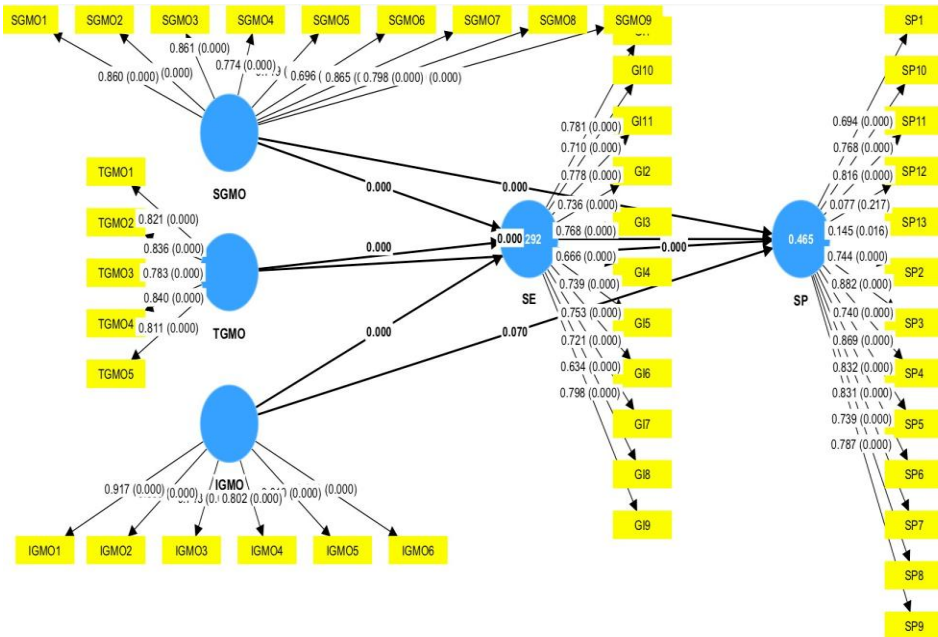 SGMO1 SGMO2 SGMO3 SGMO4 SGMO5 SGMO6 SGMO7 SGMO8 SGMO9
0.861 (0.000)
0.774 (0.000)
0.860 (0.000) (0.000) 0.696 ( 0.865 ( 0.798 (0.000) (0.000)
SGMO
TGMO1
TGMO2
TGMO3
TGMO4
TGMO5
0.821 (0.000)
0.836 (0.000)
0.783 (0.000)
0.840 (0.000)
0.811 (0.000)
TGMO
IGMO
0.917 (0.000) (0.000) 0.802 (0.000) (0.000)
IGMO1 IGMO2 IGMO3 IGMO4 IGMO5 IGMO6
0.000
0.000
0.000
0.000
0.000
0.000
0.070
292
SE
GI10
GI11
GI2
GI3
GI4
GI5
GI6
GI7
GI8
GI9
0.781 (0.000)
0.710 (0.000)
0.778 (0.000)
0.736 (0.000)
0.768 (0.000)
0.666 (0.000)
0.739 (0.000)
0.753 (0.000)
0.721 (0.000)
0.634 (0.000)
0.798 (0.000)
0.465
SP
SP1
SP10
SP11
SP12
SP13
SP2
SP3
SP4
SP5
SP6
SP7
SP8
SP9
0.694 (0.000)
0.768 (0.000)
0.816 (0.000)
0.077 (0.217)
0.145 (0.016)
0.744 (0.000)
0.882 (0.000)
0.740 (0.000)
0.869 (0.000)
0.832 (0.000)
0.831 (0.000)
0.739 (0.000)
0.787 (0.000)